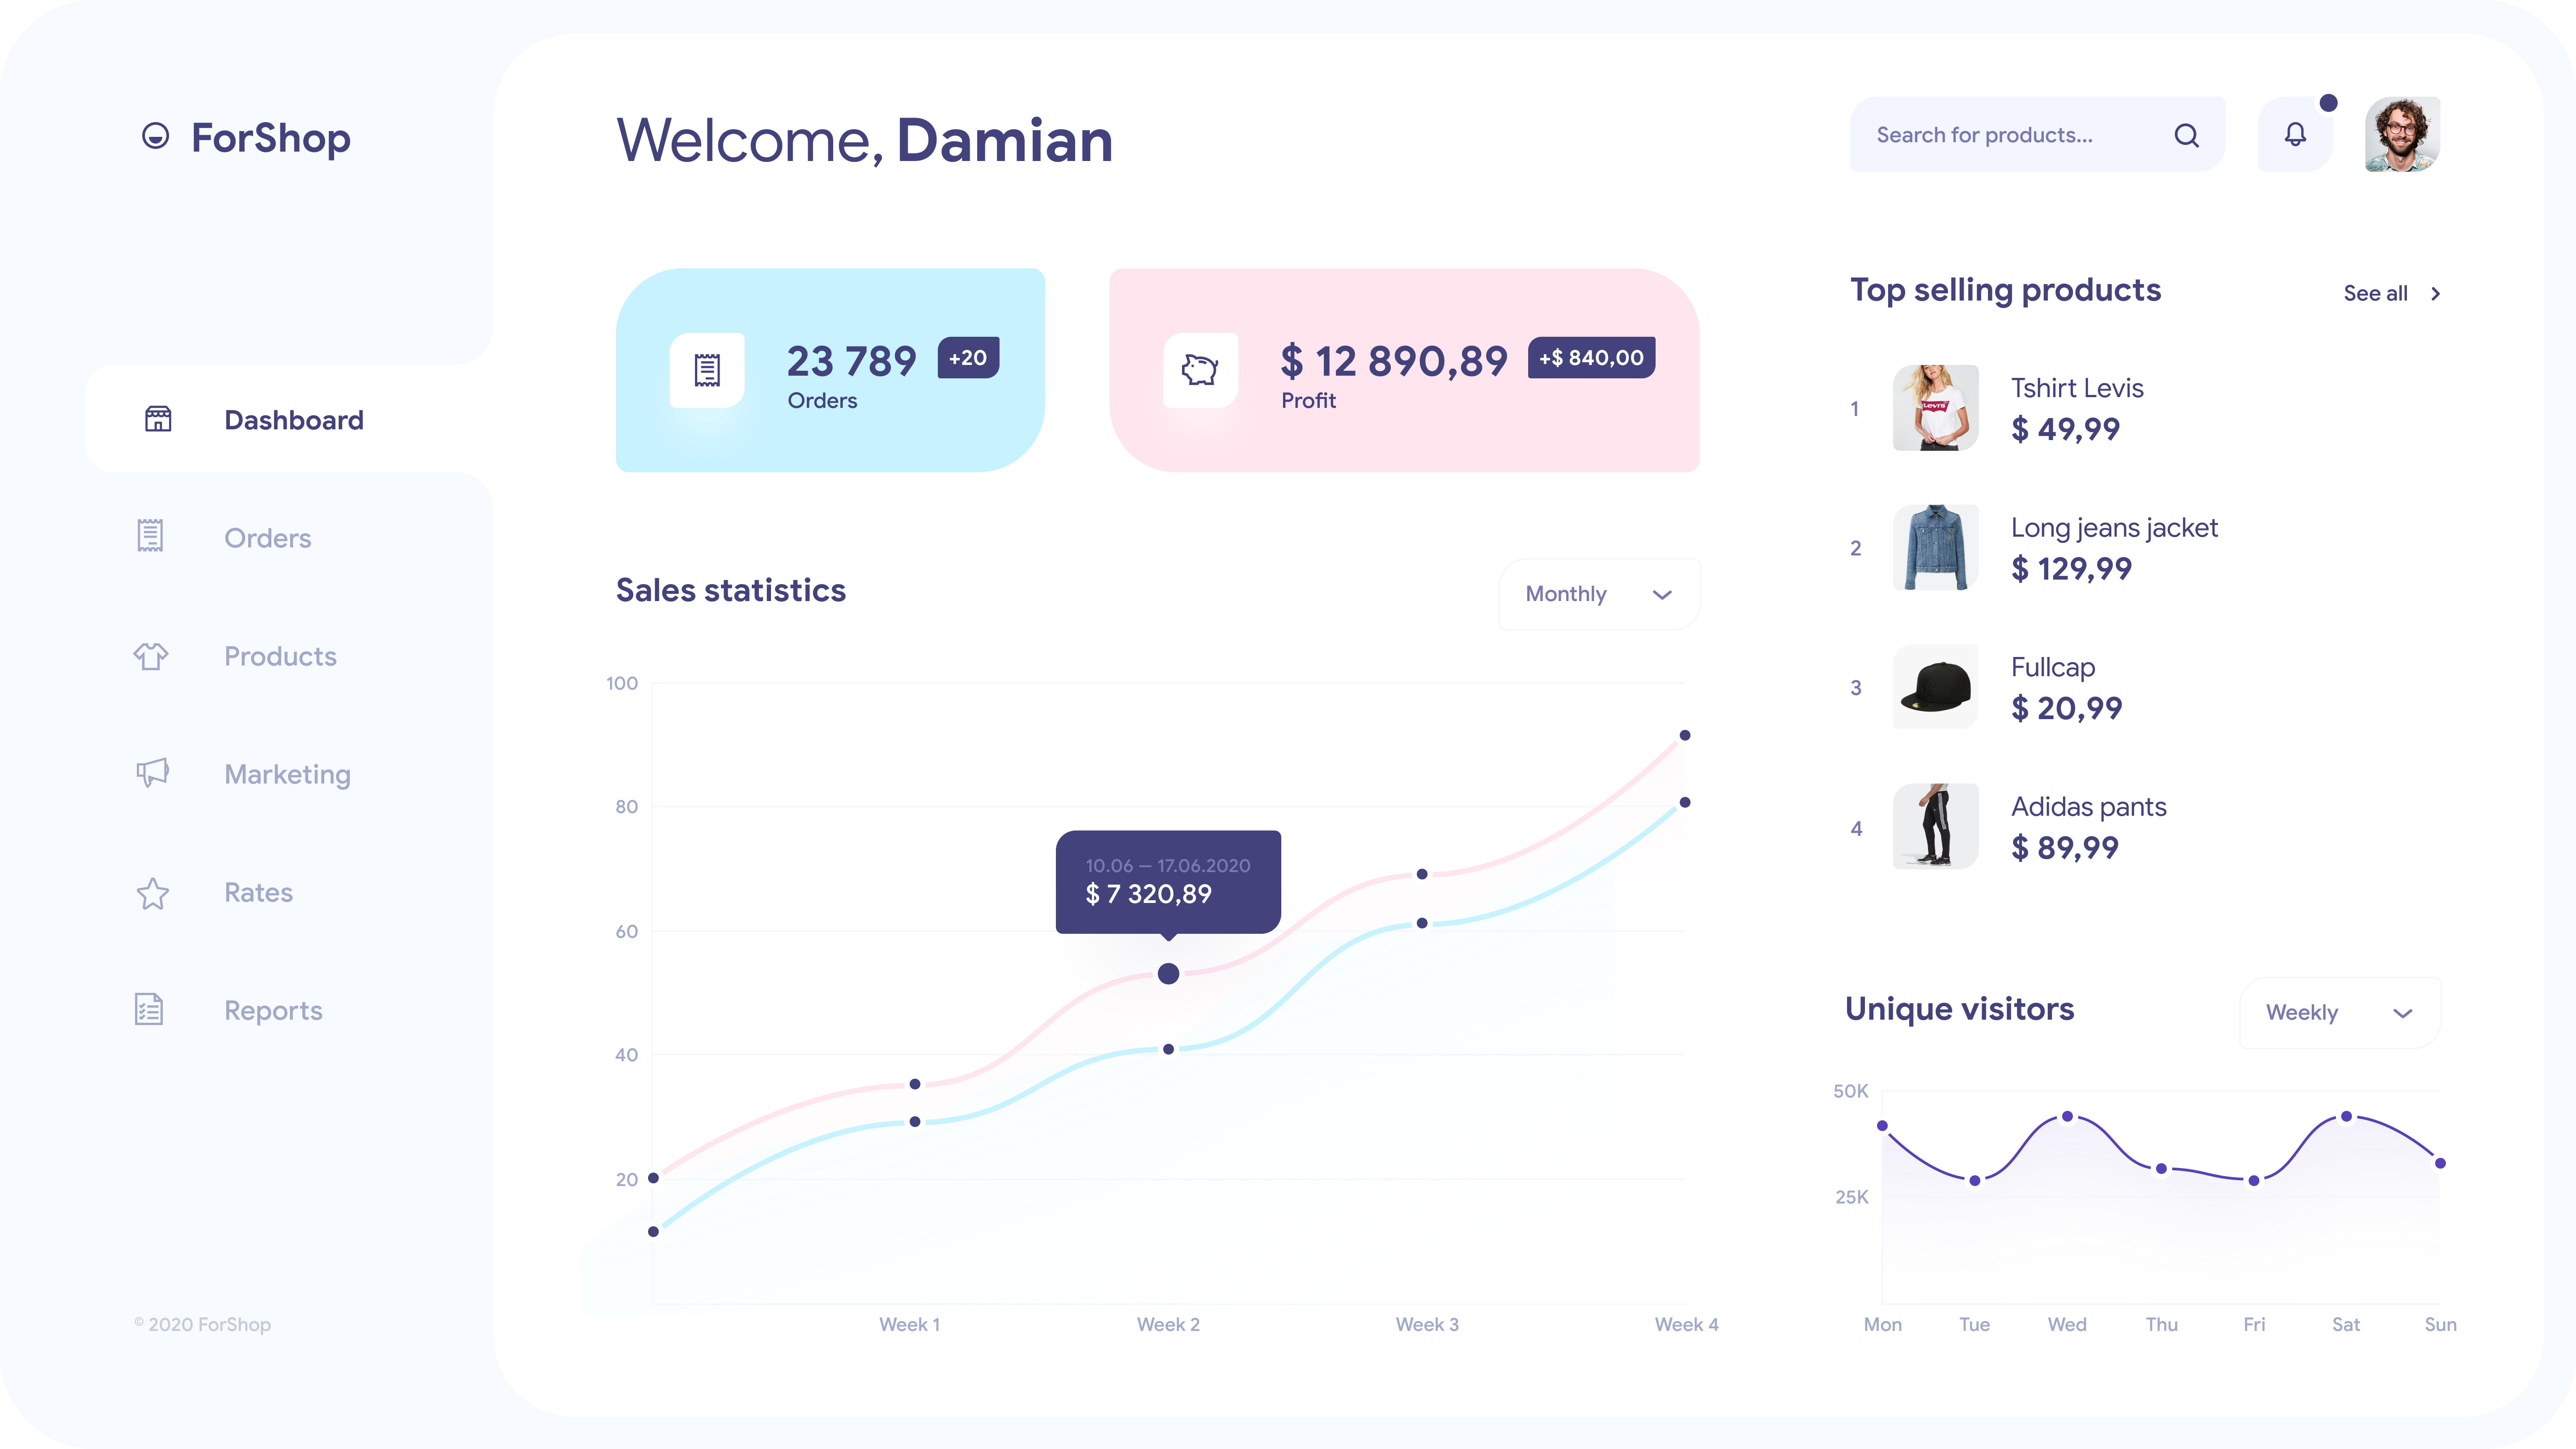 ForShop
Dashboard
Orders
Products
Marketing
Rates
Reports
© 2020 ForShop
Welcome, Damian
Search for products...
23 789 +20
Orders
$ 12 890,89 +$ 840,00
Profit
Sales statistics
Monthly
100
80
60
40
20
10.06 — 17.06.2020
$ 7 320,89
Week 1 Week 2 Week 3 Week 4
Top selling products
See all
1
Levi's
Tshirt Levis
$ 49,99
2
Long jeans jacket
$ 129,99
3
Fullcap
$ 20,99
4
Adidas pants
$ 89,99
Unique visitors
Weekly
50K
25K
Mon Tue Wed Thu Fri Sat Sun